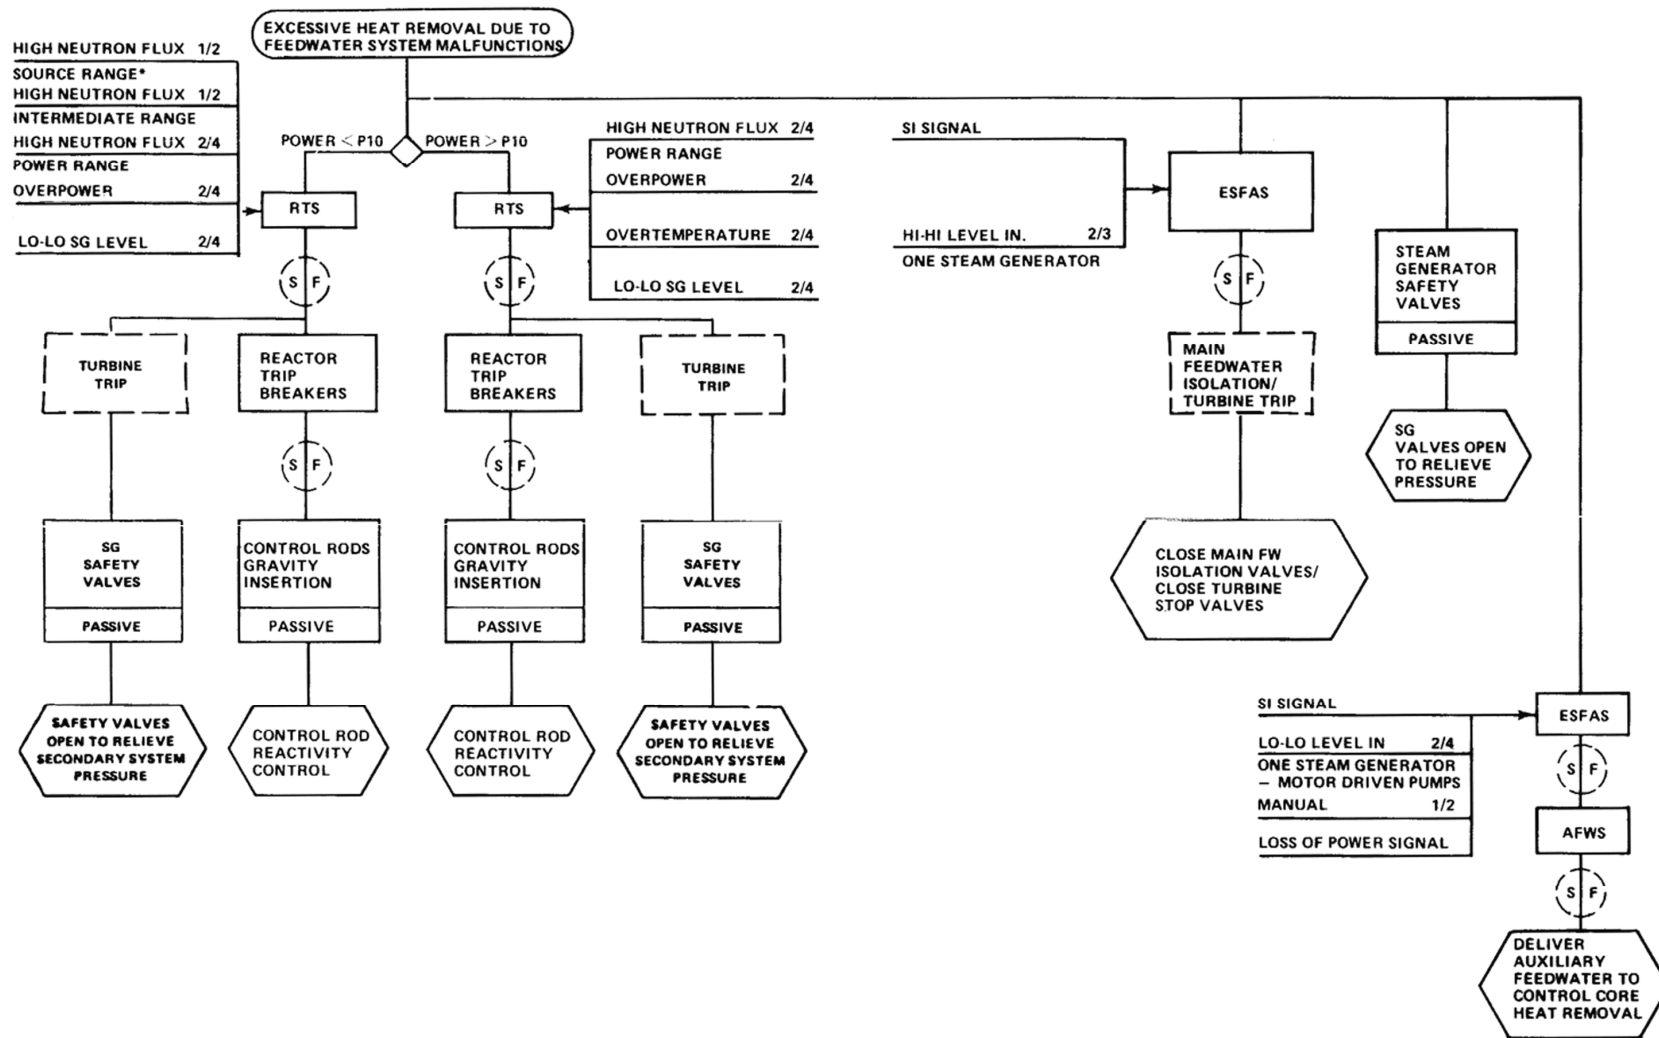 EXCESSIVE HEAT REMOVAL DUE TO
FEEDWATER SYSTEM MALFUNCTIONS
HIGH NEUTRON FLUX 1/2
SOURCE RANGE*
HIGH NEUTRON FLUX 1/2
INTERMEDIATE RANGE
HIGH NEUTRON FLUX 2/4
POWER RANGE
OVERPOWER 2/4
LO-LO SG LEVEL 2/4
POWER < P10
POWER > P10
HIGH NEUTRON FLUX 2/4
POWER RANGE
OVERPOWER 2/4
OVERTEMPERATURE 2/4
LO-LO SG LEVEL 2/4
RTS
RTS
S F
S F
TURBINE
TRIP
REACTOR
TRIP
BREAKERS
REACTOR
TRIP
BREAKERS
TURBINE
TRIP
S F
S F
SG
SAFETY
VALVES
PASSIVE
CONTROL RODS
GRAVITY
INSERTION
PASSIVE
CONTROL RODS
GRAVITY
INSERTION
PASSIVE
SG
SAFETY
VALVES
PASSIVE
SAFETY VALVES
OPEN TO RELIEVE
SECONDARY SYSTEM
PRESSURE
CONTROL ROD
REACTIVITY
CONTROL
CONTROL ROD
REACTIVITY
CONTROL
SAFETY VALVES
OPEN TO RELIEVE
SECONDARY SYSTEM
PRESSURE
SI SIGNAL
HI-HI LEVEL IN. 2/3
ONE STEAM GENERATOR
ESFAS
S F
MAIN
FEEDWATER
ISOLATION/
TURBINE TRIP
CLOSE MAIN FW
ISOLATION VALVES/
CLOSE TURBINE
STOP VALVES
STEAM
GENERATOR
SAFETY
VALVES
PASSIVE
SG
VALVES OPEN
TO RELIEVE
PRESSURE
SI SIGNAL
LO-LO LEVEL IN 2/4
ONE STEAM GENERATOR
– MOTOR DRIVEN PUMPS
MANUAL 1/2
LOSS OF POWER SIGNAL
ESFAS
S F
AFWS
S F
DELIVER
AUXILIARY
FEEDWATER TO
CONTROL CORE
HEAT REMOVAL